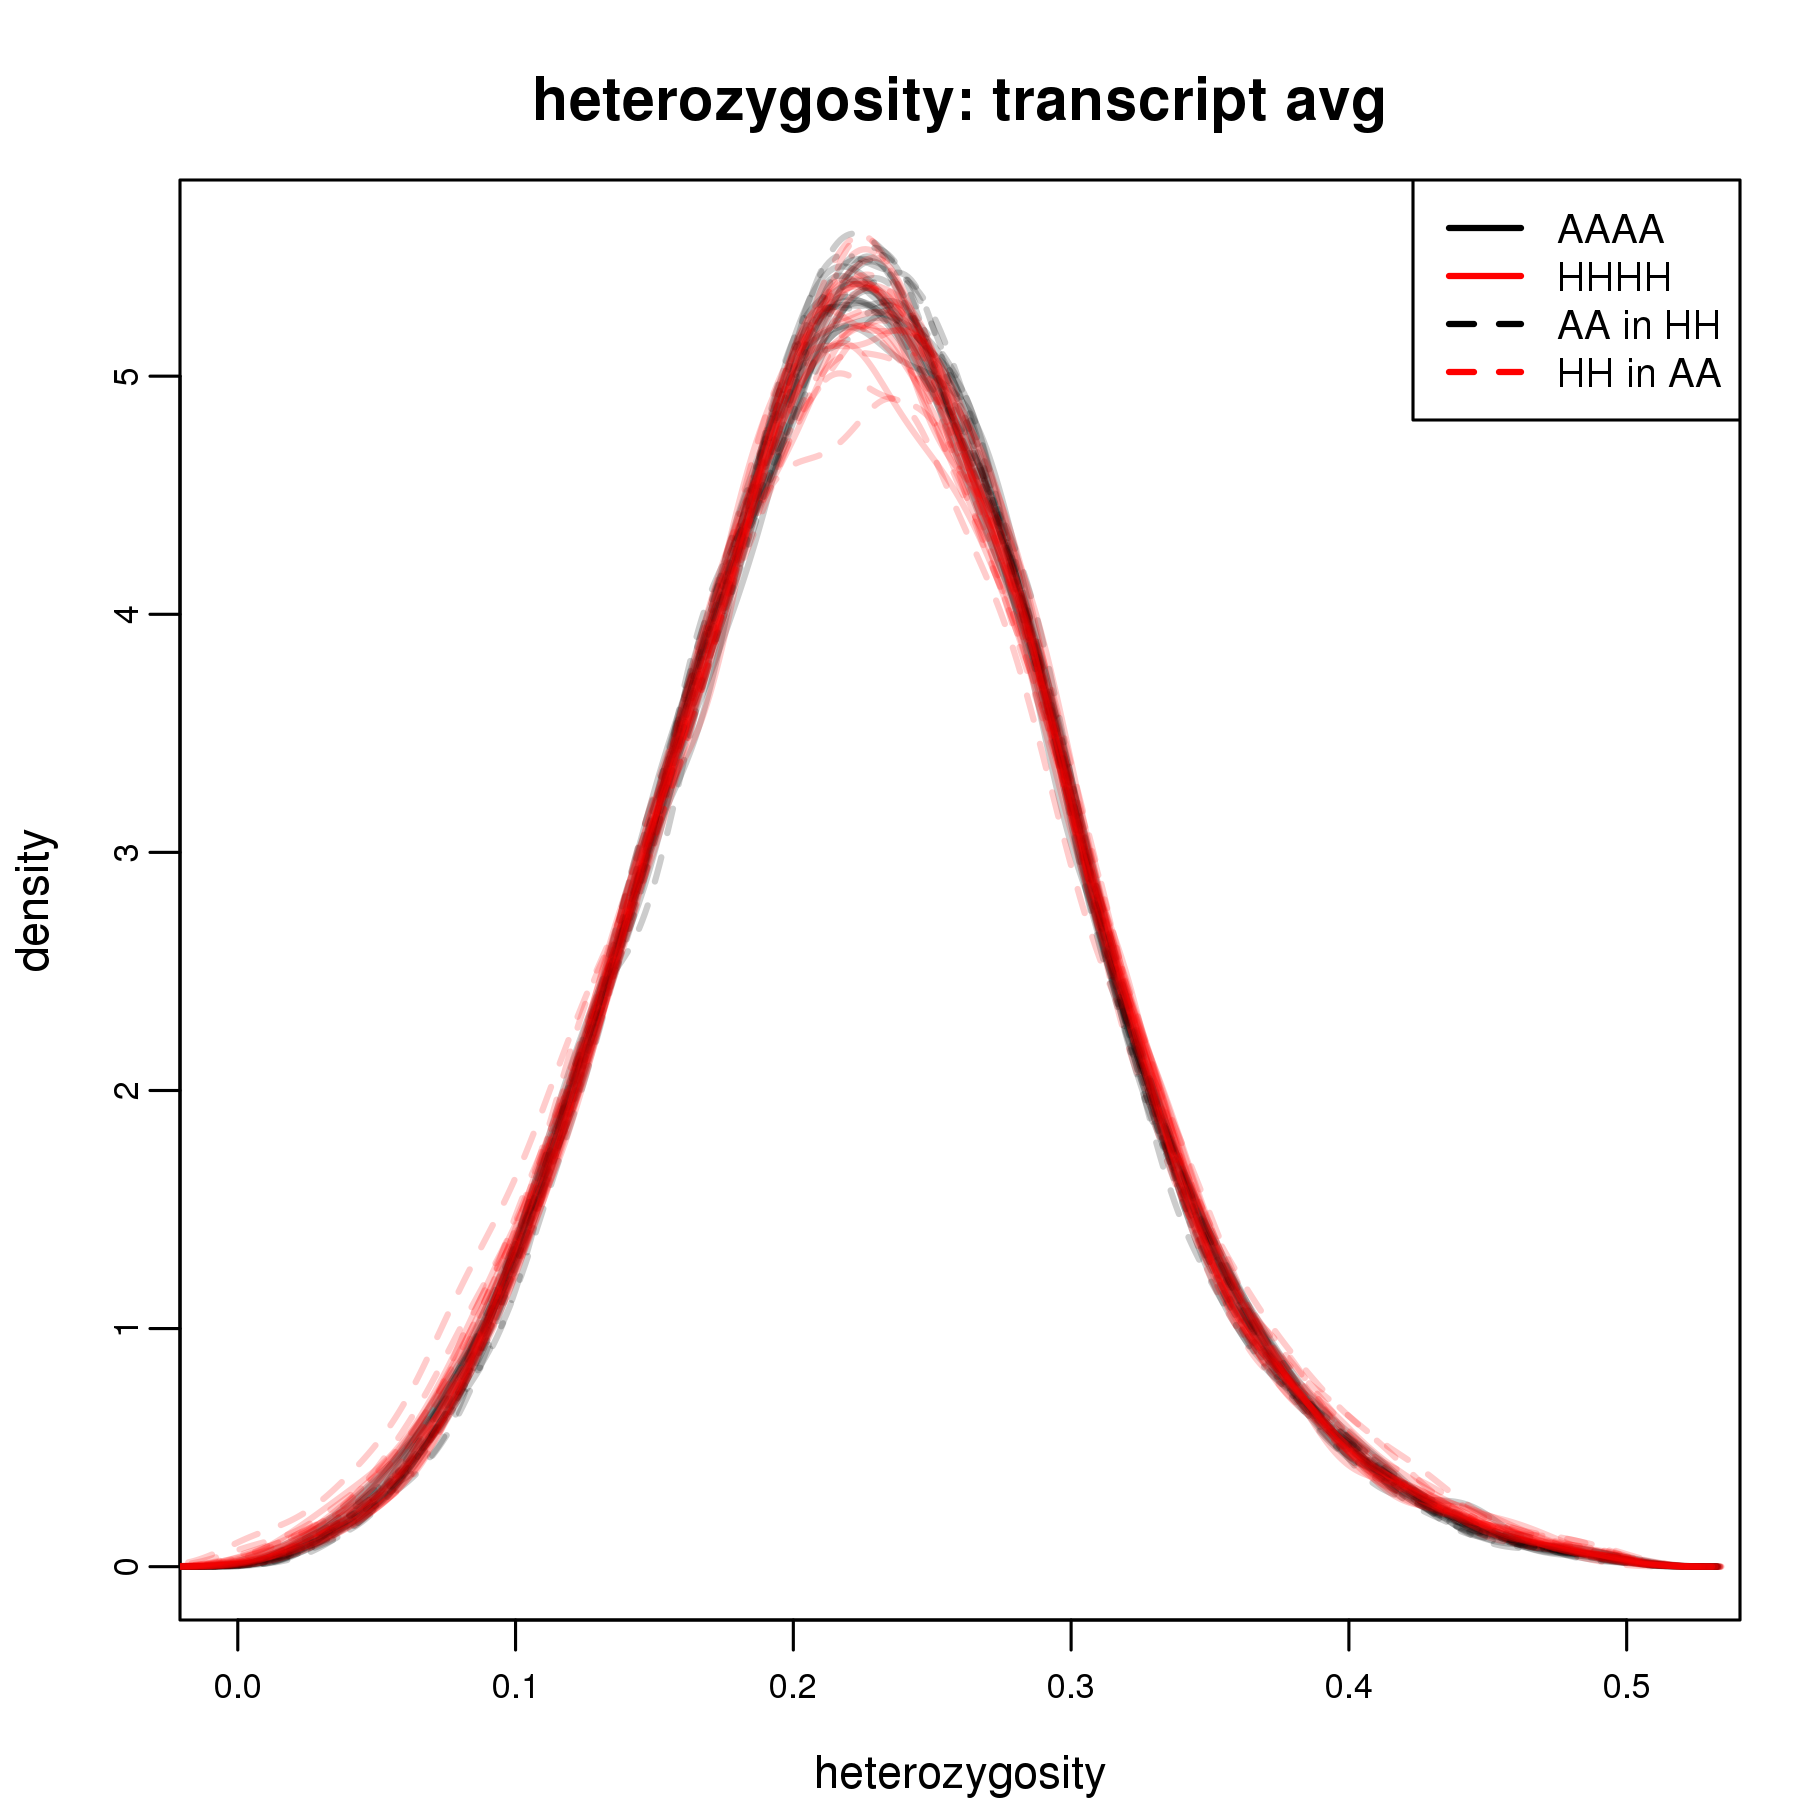 heterozygosity: transcript avg
AAAA
HHHH
AA in HH
HH in AA
density
5
4
3
2
1
0
0.0 0.1 0.2 0.3 0.4 0.5
heterozygosity